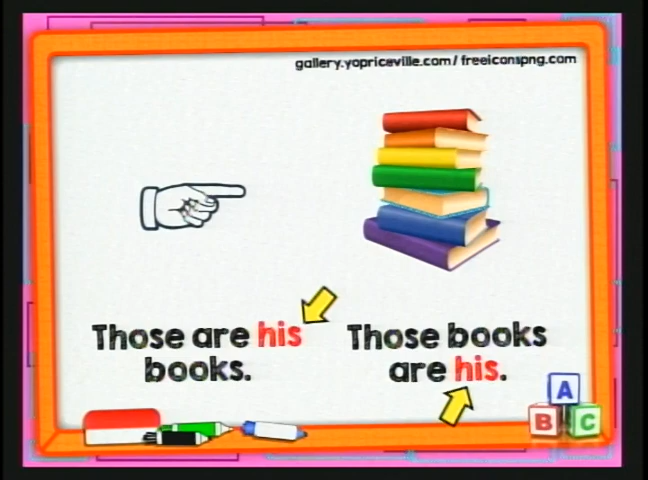 gallery.yopriceville.com / freeiconspng.com
Those are his
books.
Those books
are his.
A
B C